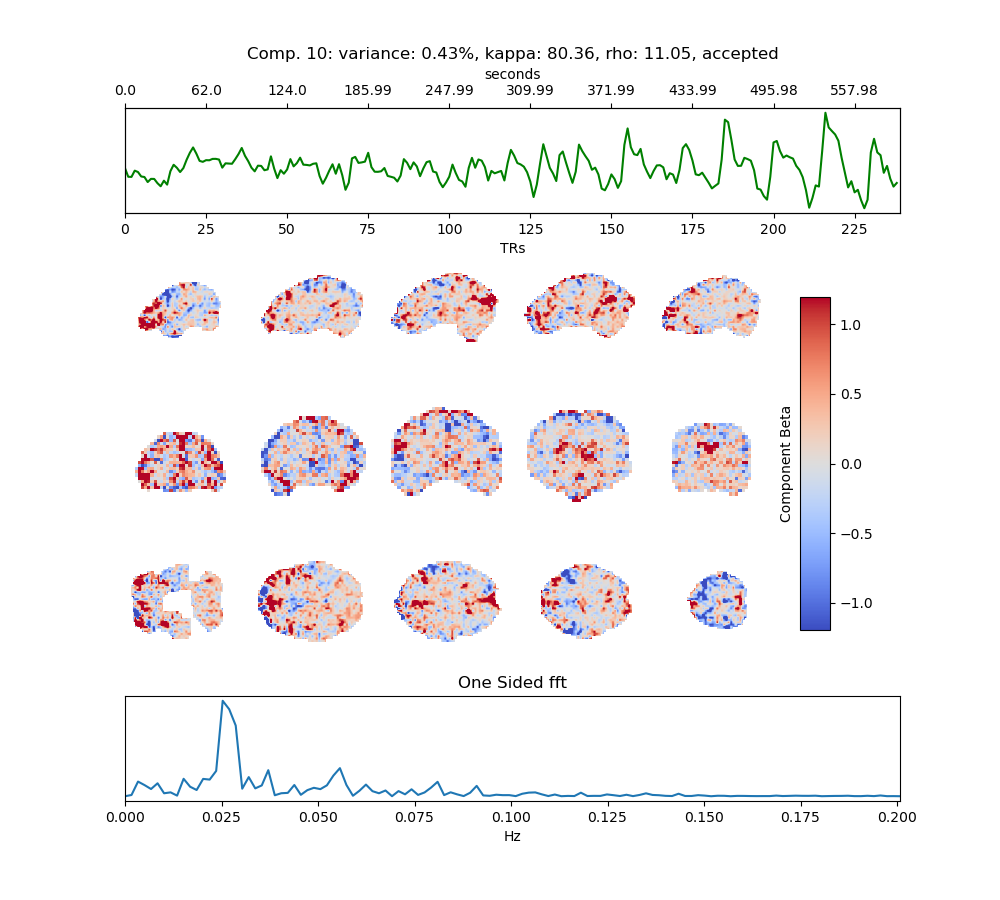 Comp. 10: variance: 0.43%, kappa: 80.36, rho: 11.05, accepted
seconds
0.0 62.0 124.0 185.99 247.99 309.99 371.99 433.99 495.98 557.98
0 25 50 75 100 125 150 175 200 225
TRs
1.0
0.5
0.0
−0.5
−1.0
Component Beta
One Sided fft
0.000 0.025 0.050 0.075 0.100 0.125 0.150 0.175 0.200
Hz